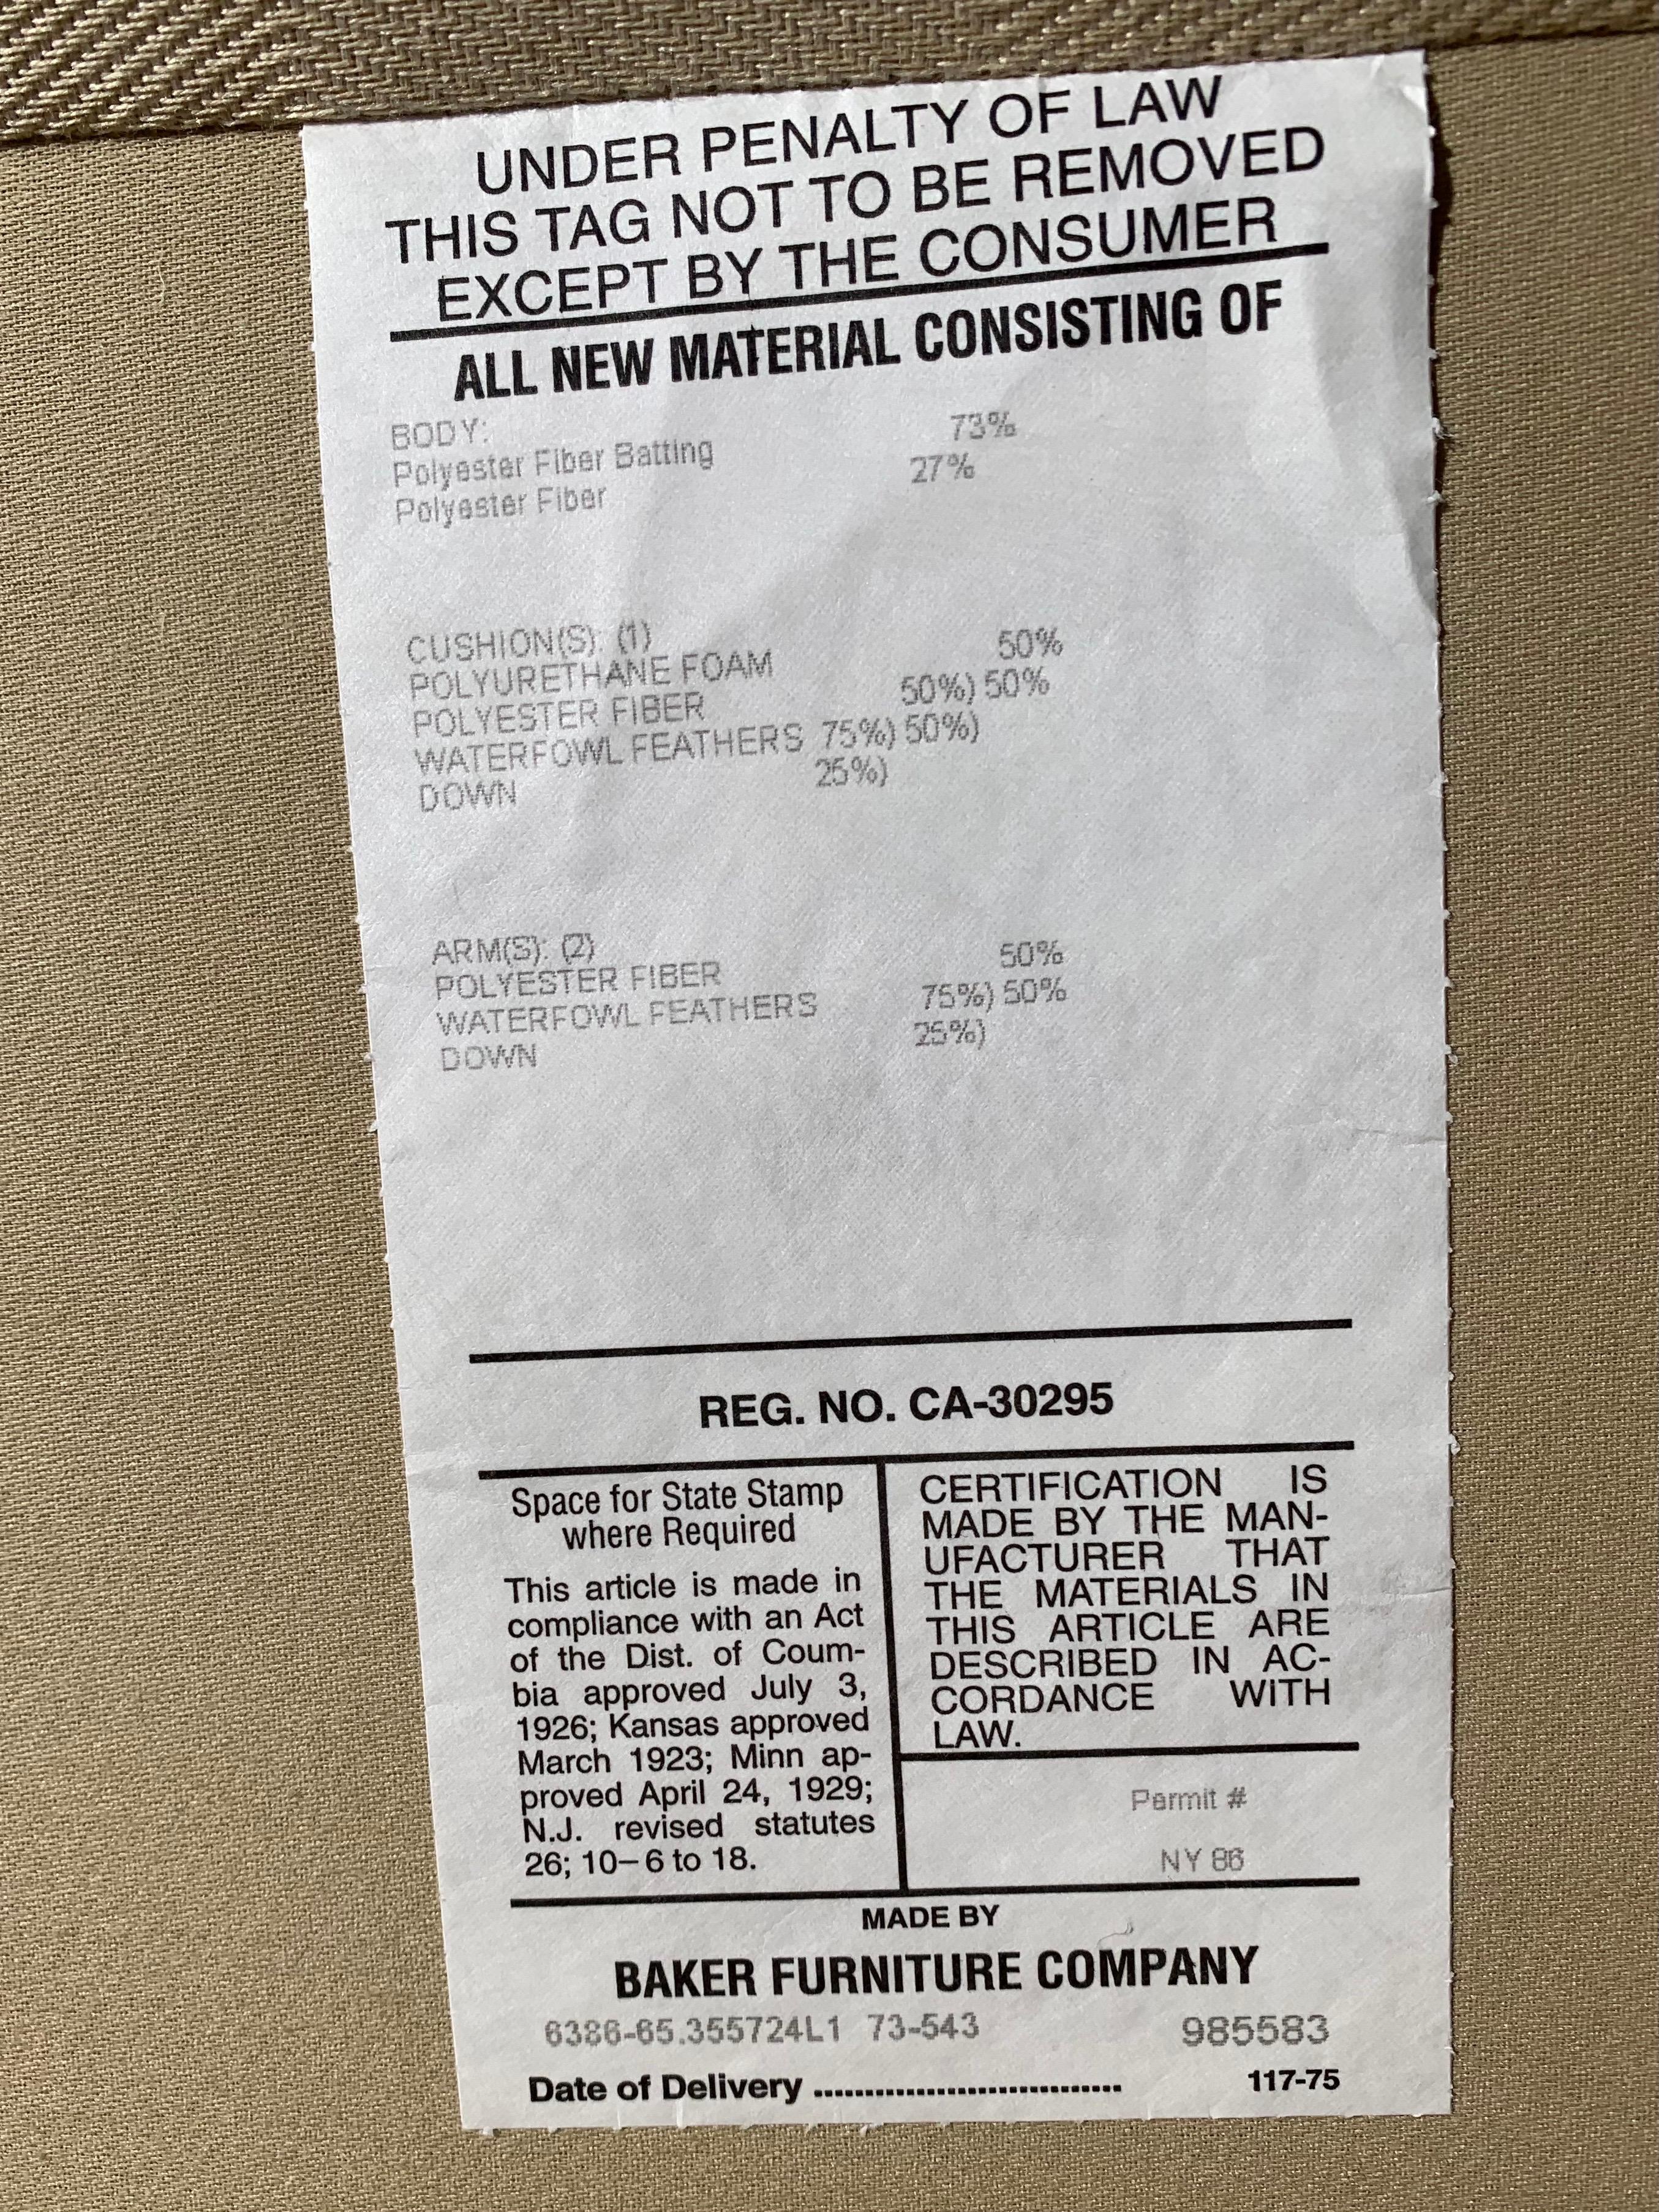 UNDER PENALTY OF LAW
THIS TAG NOT TO BE REMOVED
EXCEPT BY THE CONSUMER
ALL NEW MATERIAL CONSISTING OF
BODY:
Polyester Fiber Batting 73%
Polyester Fiber 27%
CUSHION(S): (1)
POLYURETHANE FOAM 50%
POLYESTER FIBER 50%) 50%
WATERFOWL FEATHERS 75%) 50%)
DOWN 25%)
ARM(S): (2)
POLYESTER FIBER 50%
WATERFOWL FEATHERS 75%) 50%
DOWN 25%)
REG. NO. CA-30295
Space for State Stamp
where Required
This article is made in
compliance with an Act
of the Dist. of Coum-
bia approved July 3,
1926; Kansas approved
March 1923; Minn ap-
proved April 24, 1929;
N.J. revised statutes
26; 10–6 to 18.
CERTIFICATION IS
MADE BY THE MAN-
UFACTURER THAT
THE MATERIALS IN
THIS ARTICLE ARE
DESCRIBED IN AC-
CORDANCE WITH
LAW.
Permit #
NY 86
MADE BY
BAKER FURNITURE COMPANY
6386-65.355724L1 73-543 985583
Date of Delivery .............................. 117-75